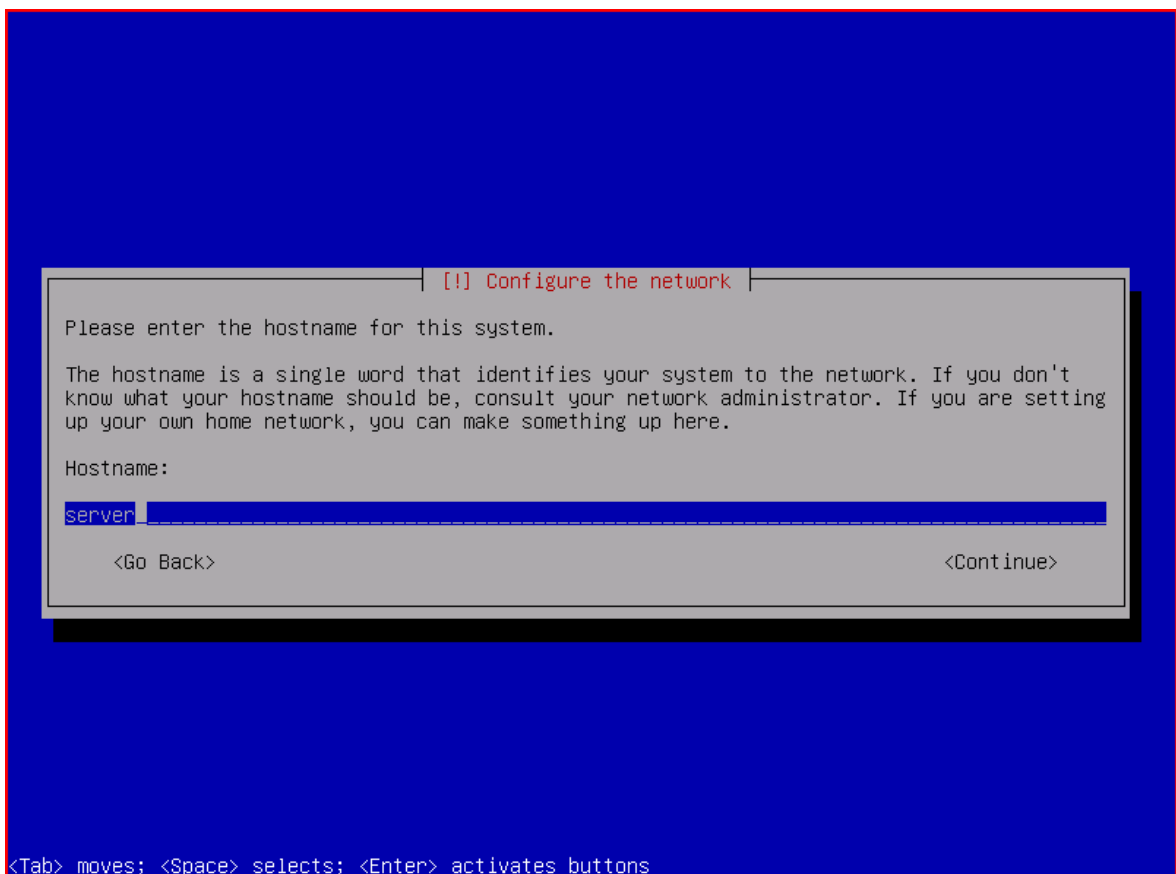 [!] Configure the network
Please enter the hostname for this system.
The hostname is a single word that identifies your system to the network. If you don't
know what your hostname should be, consult your network administrator. If you are setting
up your own home network, you can make something up here.
Hostname:
server
<Go Back> <Continue>
<Tab> moves; <Space> selects; <Enter> activates buttons